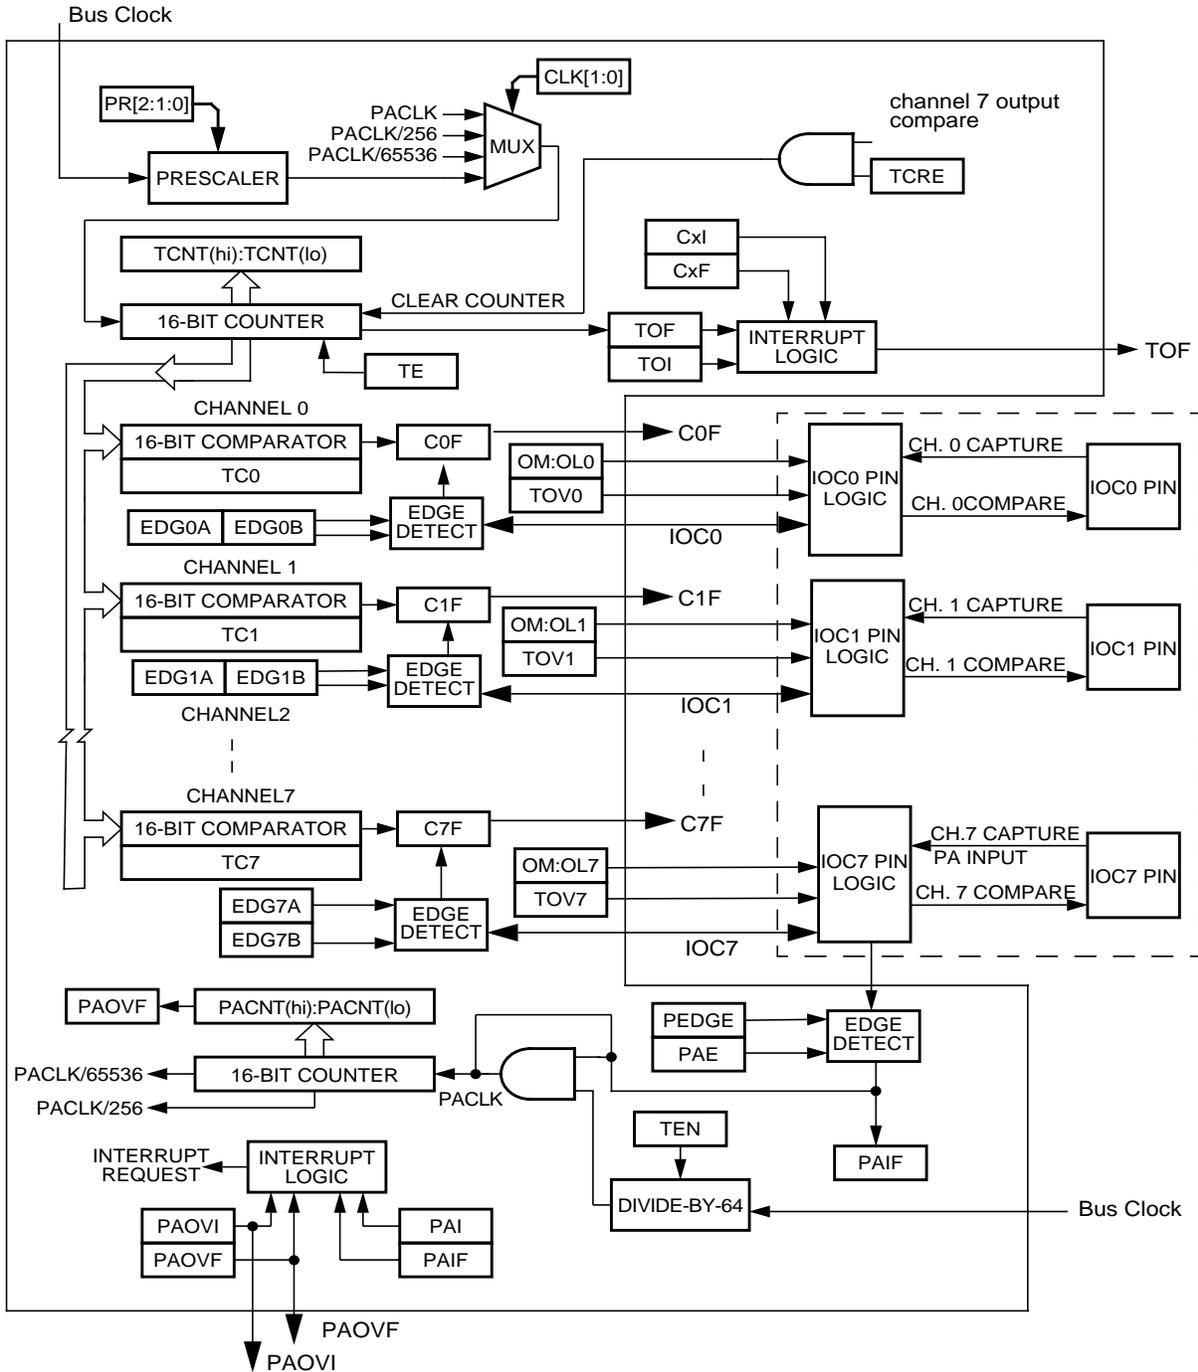 Bus Clock
PR[2:1:0]
CLK[1:0]
PACLK
PACLK/256
PACLK/65536
MUX
PRESCALER
channel 7 output
compare
TCRE
TCNT(hi):TCNT(lo)
CxI
CxF
CLEAR COUNTER
16-BIT COUNTER
TE
TOF
TOI
INTERRUPT
LOGIC
TOF
CHANNEL 0
16-BIT COMPARATOR
TC0
C0F
C0F
OM:OL0
TOV0
EDG0A
EDG0B
EDGE
DETECT
IOC0
IOC0 PIN
LOGIC
CH. 0 CAPTURE
CH. 0COMPARE
IOC0 PIN
CHANNEL 1
16-BIT COMPARATOR
TC1
C1F
C1F
OM:OL1
TOV1
EDG1A
EDG1B
EDGE
DETECT
IOC1
IOC1 PIN
LOGIC
CH. 1 CAPTURE
CH. 1 COMPARE
IOC1 PIN
CHANNEL2
CHANNEL7
16-BIT COMPARATOR
TC7
C7F
C7F
OM:OL7
TOV7
EDG7A
EDG7B
EDGE
DETECT
IOC7
IOC7 PIN
LOGIC
CH.7 CAPTURE
PA INPUT
CH. 7 COMPARE
IOC7 PIN
PAOVF
PACNT(hi):PACNT(lo)
PEDGE
PAE
EDGE
DETECT
PACLK/65536
16-BIT COUNTER
PACLK
PACLK/256
TEN
PAIF
INTERRUPT
REQUEST
INTERRUPT
LOGIC
DIVIDE-BY-64
Bus Clock
PAOVI
PAOVF
PAI
PAIF
PAOVF
PAOVI